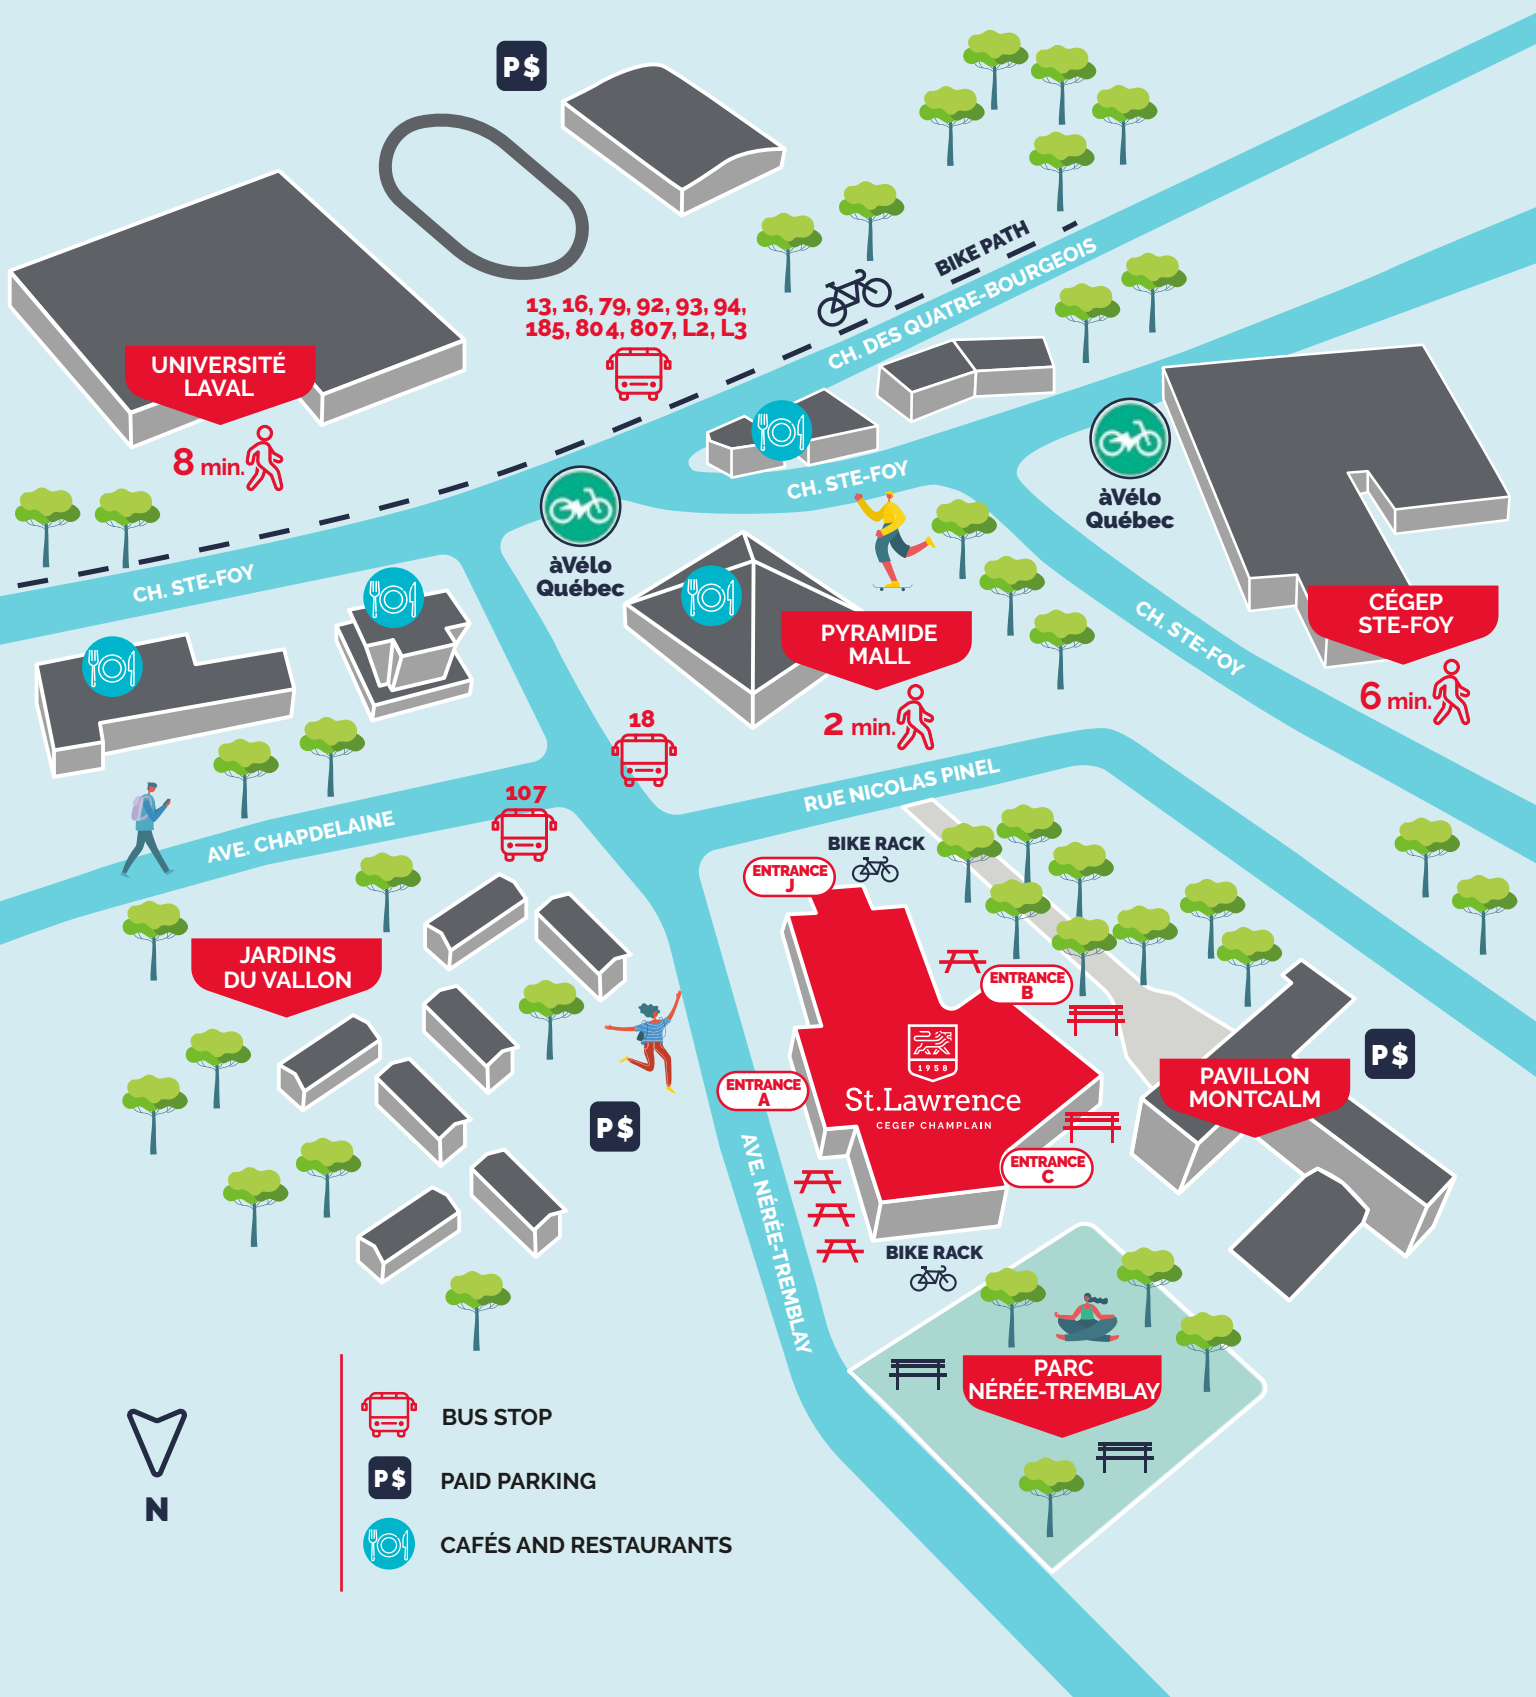 P$
BIKE PATH
CH. DES QUATRE-BOURGEOIS
13, 16, 79, 92, 93, 94,
185, 804, 807, L2, L3
UNIVERSITÉ
LAVAL
8 min.
CH. STE-FOY
àVélo
Québec
àVélo
Québec
CH. STE-FOY
CH. STE-FOY
CÉGEP
STE-FOY
6 min.
PYRAMIDE
MALL
2 min.
18
107
RUE NICOLAS PINEL
AVE. CHAPDELAINE
BIKE RACK
ENTRANCE
J
JARDINS
DU VALLON
ENTRANCE
B
1958
St.Lawrence
CEGEP CHAMPLAIN
ENTRANCE
A
P$
PAVILLON
MONTCALM
P$
ENTRANCE
C
AVE. NÉRÉE-TREMBLAY
BIKE RACK
PARC
NÉRÉE-TREMBLAY
N
BUS STOP
P$
PAID PARKING
CAFÉS AND RESTAURANTS